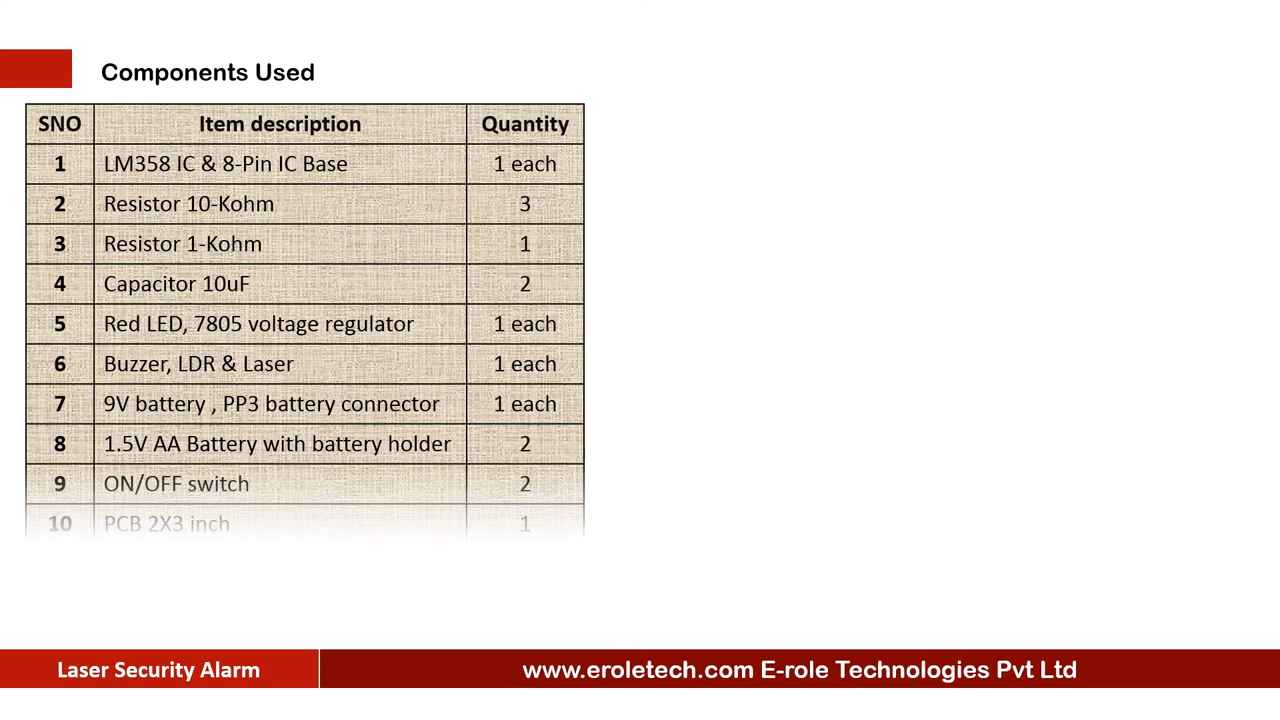 Components Used
SNO Item description Quantity
1 LM358 IC & 8-Pin IC Base 1 each
2 Resistor 10-Kohm 3
3 Resistor 1-Kohm 1
4 Capacitor 10uF 2
5 Red LED, 7805 voltage regulator 1 each
6 Buzzer, LDR & Laser 1 each
7 9V battery , PP3 battery connector 1 each
8 1.5V AA Battery with battery holder 2
9 ON/OFF switch 2
10 PCB 2X3 inch 1
Laser Security Alarm www.eroletech.com E-role Technologies Pvt Ltd